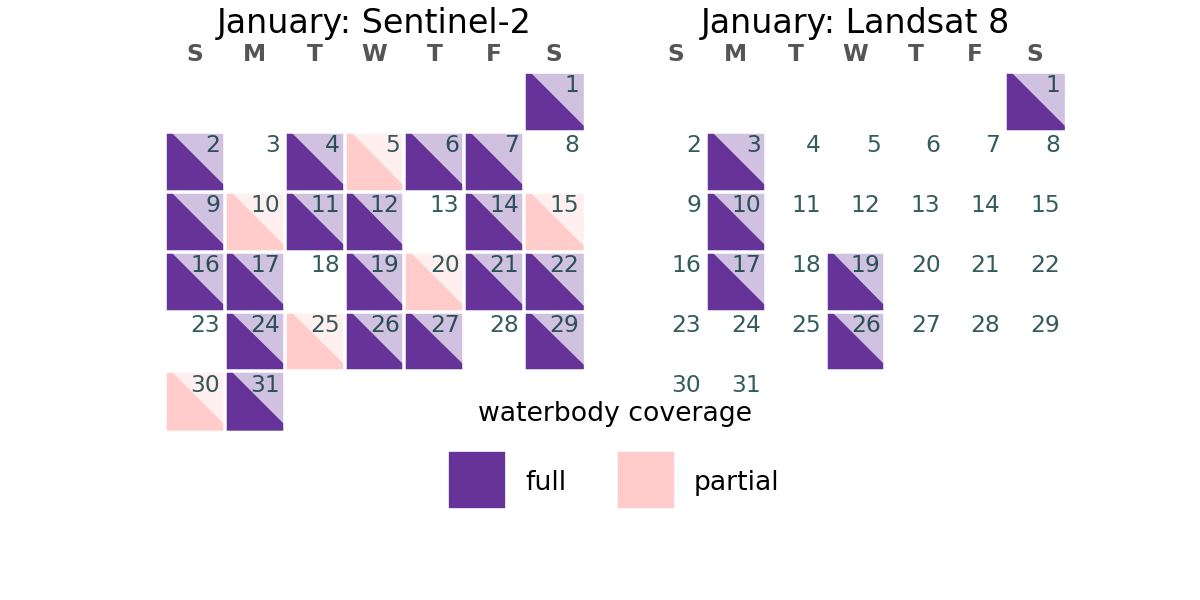 January: Sentinel-2
S M T W T F S
1
2 3 4 5 6 7 8
9 10 11 12 13 14 15
16 17 18 19 20 21 22
23 24 25 26 27 28 29
30 31
January: Landsat 8
S M T W T F S
1
2 3 4 5 6 7 8
9 10 11 12 13 14 15
16 17 18 19 20 21 22
23 24 25 26 27 28 29
30 31
waterbody coverage
full partial